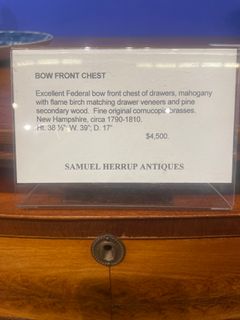 BOW FRONT CHEST
Excellent Federal bow front chest of drawers, mahogany
with flame birch matching drawer veneers and pine
secondary wood. Fine original cornucopia brasses.
New Hampshire, circa 1790-1810.
Ht. 38 ½"; W. 39"; D. 17"
$4,500.
SAMUEL HERRUP ANTIQUES